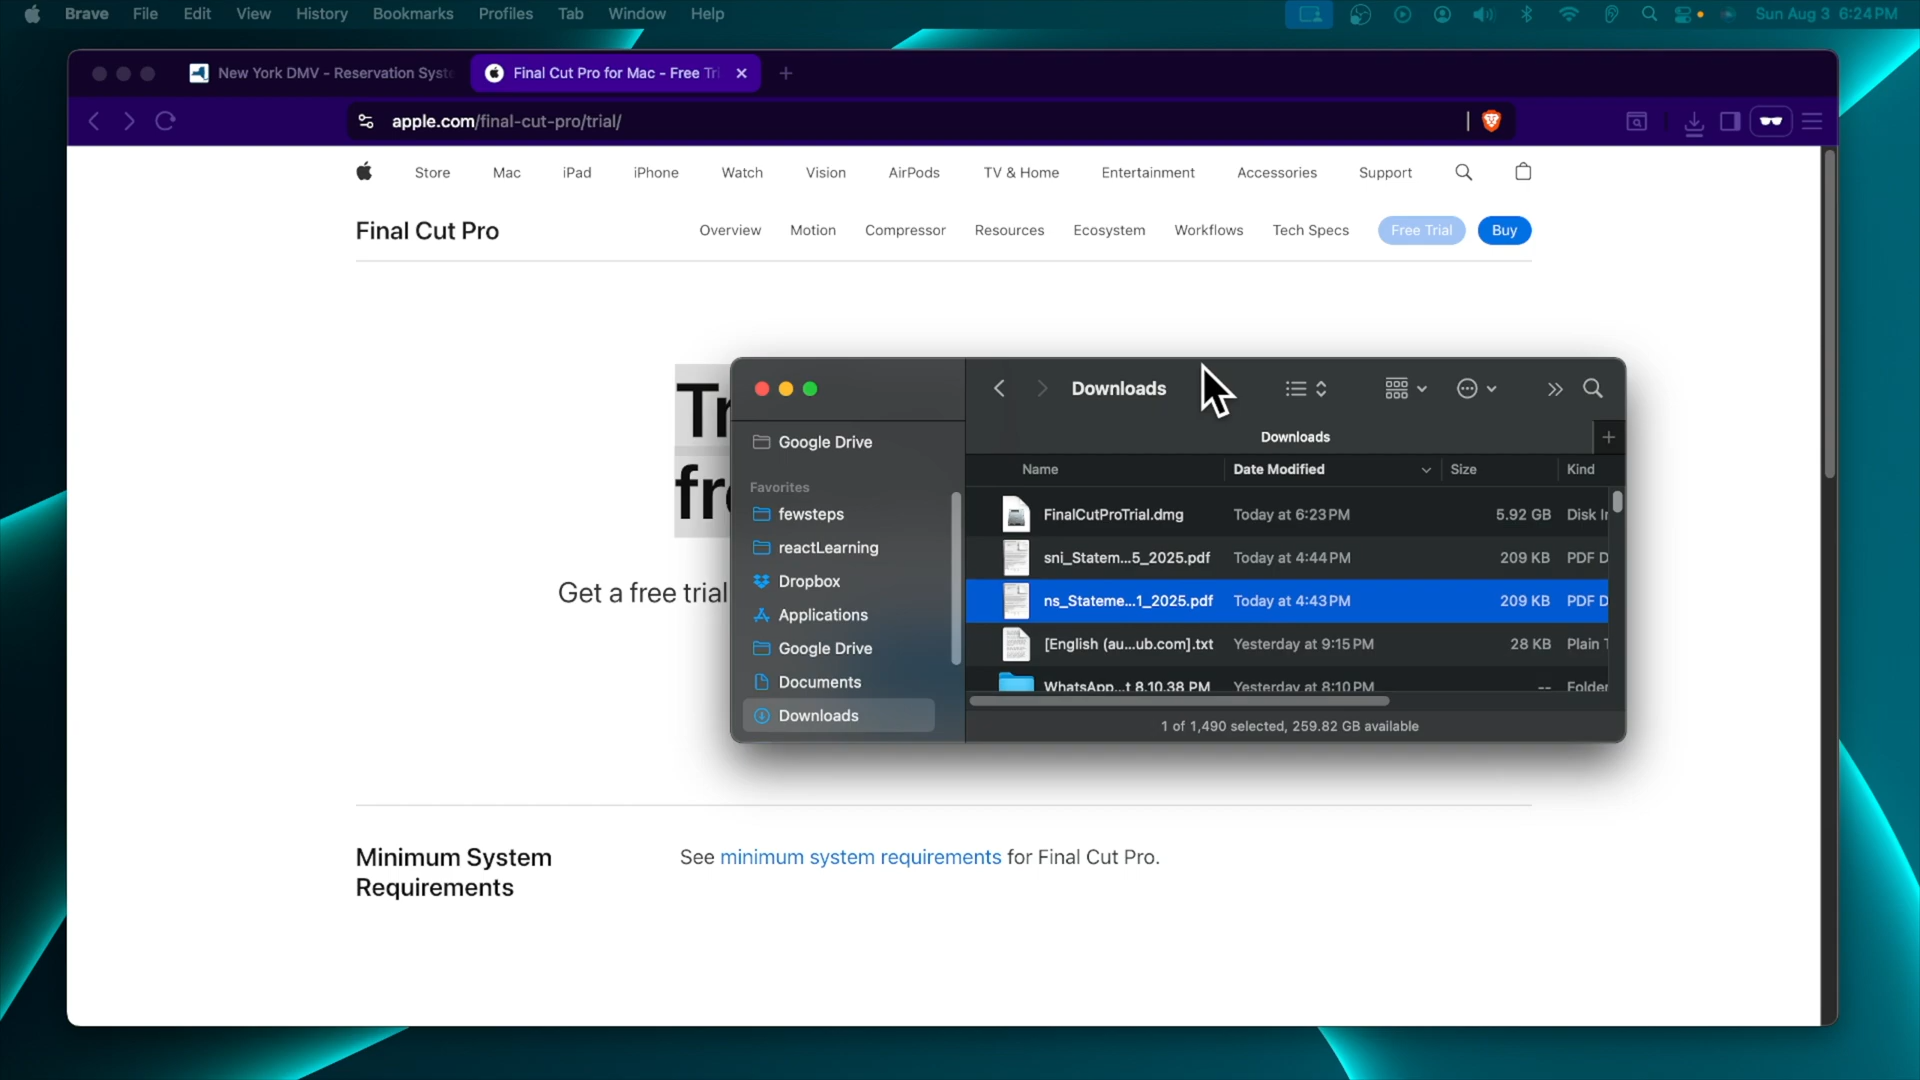 Brave File Edit View History Bookmarks Profiles Tab Window Help Sun Aug 3 6:24 PM
New York DMV - Reservation Syste
Final Cut Pro for Mac - Free Tri
apple.com/final-cut-pro/trial/
Store Mac iPad iPhone Watch Vision AirPods TV & Home Entertainment Accessories Support
Final Cut Pro
Overview Motion Compressor Resources Ecosystem Workflows Tech Specs Free Trial Buy
Tr
fr
Get a free trial
Google Drive
Favorites
fewsteps
reactLearning
Dropbox
Applications
Google Drive
Documents
Downloads
Downloads
Downloads
Name Date Modified Size Kind
FinalCutProTrial.dmg Today at 6:23 PM 5.92 GB Disk I
sni_Statem...5_2025.pdf Today at 4:44 PM 209 KB PDF D
ns_Stateme...1_2025.pdf Today at 4:43 PM 209 KB PDF D
[English (au...ub.com].txt Yesterday at 9:15 PM 28 KB Plain T
WhatsApp...t 8.10.38 PM Yesterday at 8:10 PM -- Folder
1 of 1,490 selected, 259.82 GB available
Minimum System
Requirements
See minimum system requirements for Final Cut Pro.